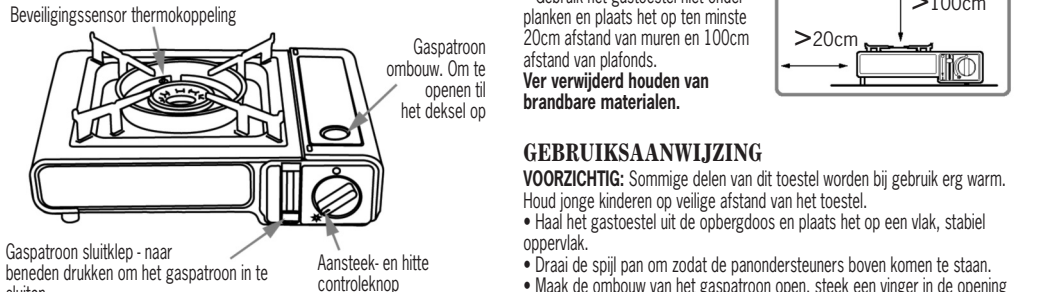 Beveiligingssensor thermokoppeling
Gaspatroon
ombouw. Om te
openen til
het deksel op
Gaspatroon sluitklep - naar
beneden drukken om het gaspatroon in te
sluiten
Aansteek- en hitte
controleknop
planken en plaats het op ten minste
20cm afstand van muren en 100cm
afstand van plafonds.
Ver verwijderd houden van
brandbare materialen.
>100cm
>20cm
GEBRUIKSAANWIJZING
VOORZICHTIG: Sommige delen van dit toestel worden bij gebruik erg warm.
Houd jonge kinderen op veilige afstand van het toestel.
• Haal het gastoestel uit de opbergdoos en plaats het op een vlak, stabiel
oppervlak.
• Draai de spijl pan om zodat de panondersteuners boven komen te staan.
• Maak de ombouw van het gaspatroon open, steek een vinger in de opening